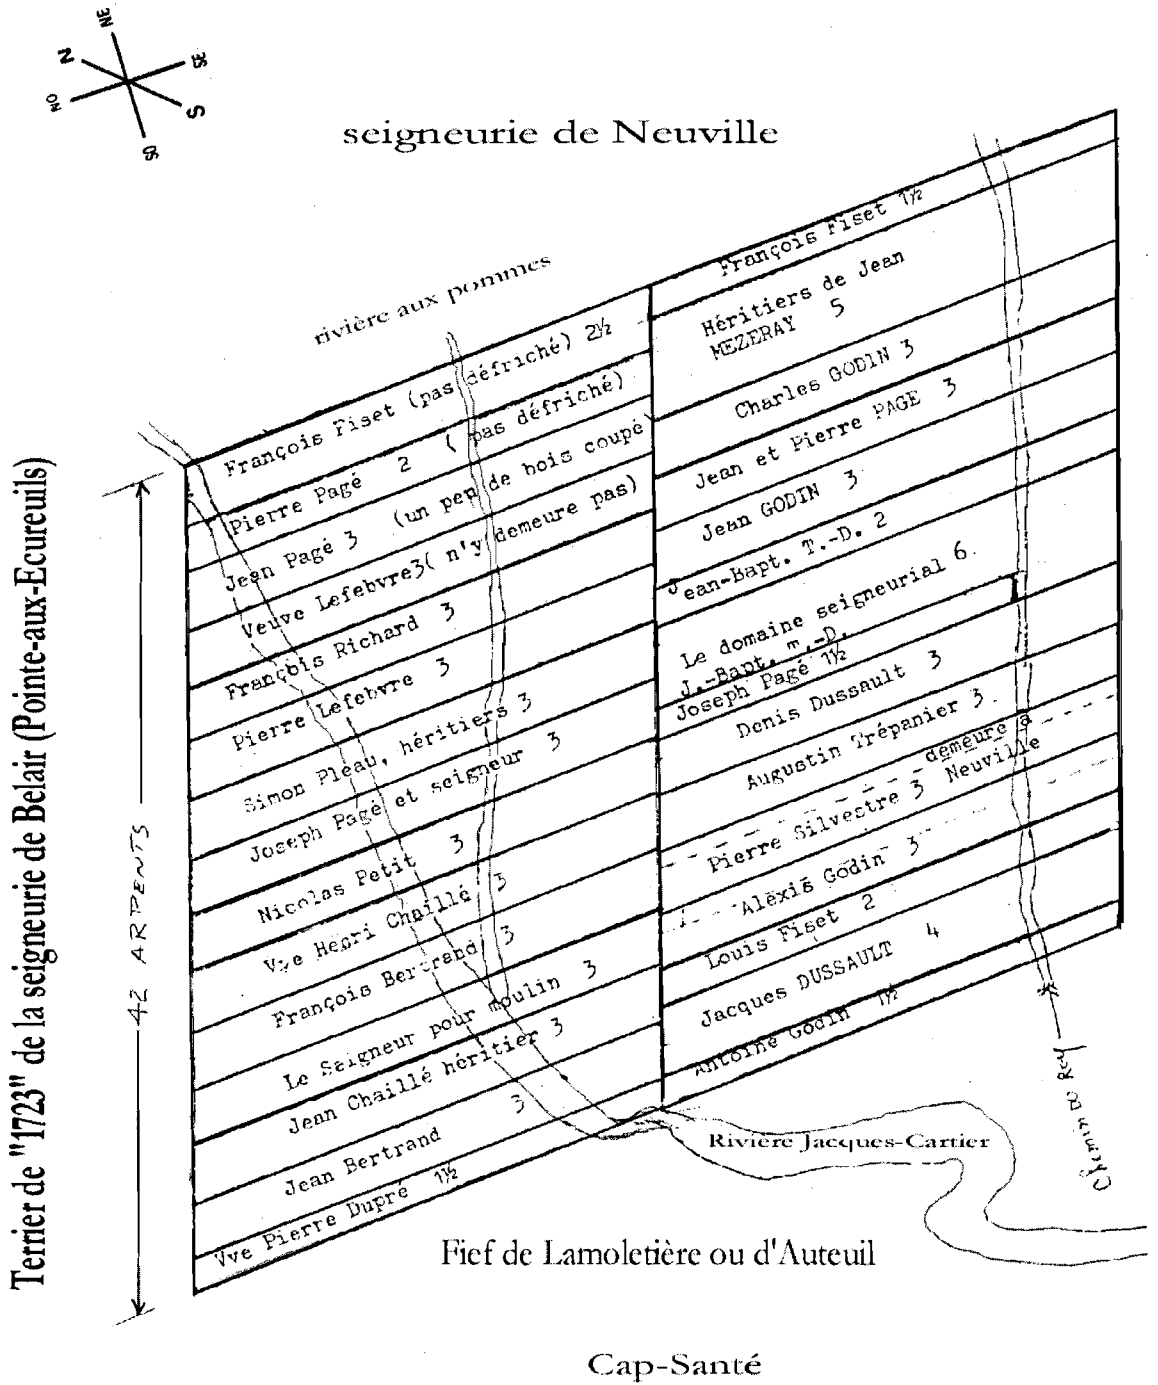 NE
N
SE
NO
S
SO
seigneurie de Neuville
rivière aux pommes
Terrier de "1723" de la seigneurie de Belair (Pointe-aux-Ecureuils)
42 ARPENTS
François Fiset (pas défriché) 2½
Pierre Pagé 2 ( pas défriché)
Jean Pagé 3 (un peu de bois coupé
Veuve Lefebvre3( n'y demeure pas)
François Richard 3
Pierre Lefebvre 3
Simon Pleau, héritiers 3
Joseph Pagé et seigneur 3
Nicolas Petit 3
Vve Henri Chaillé 3
François Bertrand 3
Le Saigneur pour moulin 3
Jean Chaillé héritier 3
Jean Bertrand 3
Vve Pierre Dupré 1½
François Fiset 1½
Héritiers de Jean
MEZERAY 5
Charles GODIN 3
Jean et Pierre PAGE 3
Jean GODIN 3
Jean-Bapt. T.-D. 2
Le domaine seigneurial 6.
J.-Bapt. T.-D.
Joseph Pagé 1½
Denis Dussault 3
Augustin Trépanier 3.
demeure à
Pierre Silvestre 3 Neuville
Alexis Godin 3
Louis Fiset 2
Jacques DUSSAULT 4
Antoine Godin 1½
Rivière Jacques-Cartier
Chemin DU Roy
Fief de Lamoletière ou d'Auteuil
Cap-Santé